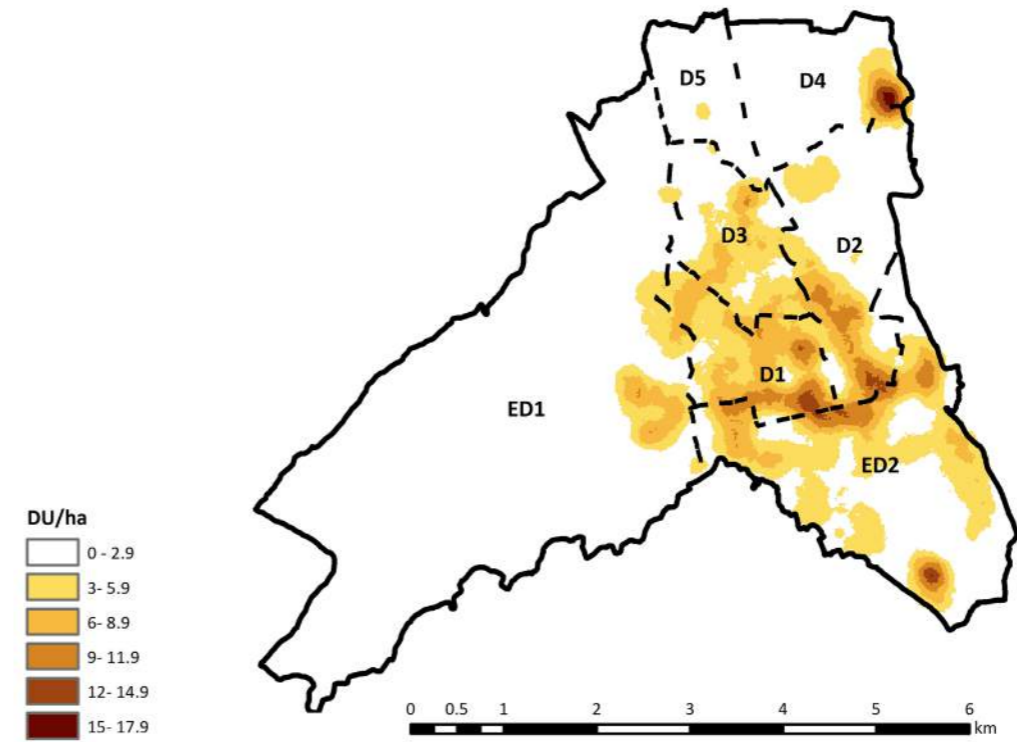 D5
D4
D3
D2
D1
ED1
ED2
DU/ha
0 - 2.9
3- 5.9
6- 8.9
9- 11.9
12- 14.9
15- 17.9
0 0.5 1 2 3 4 5 6
km